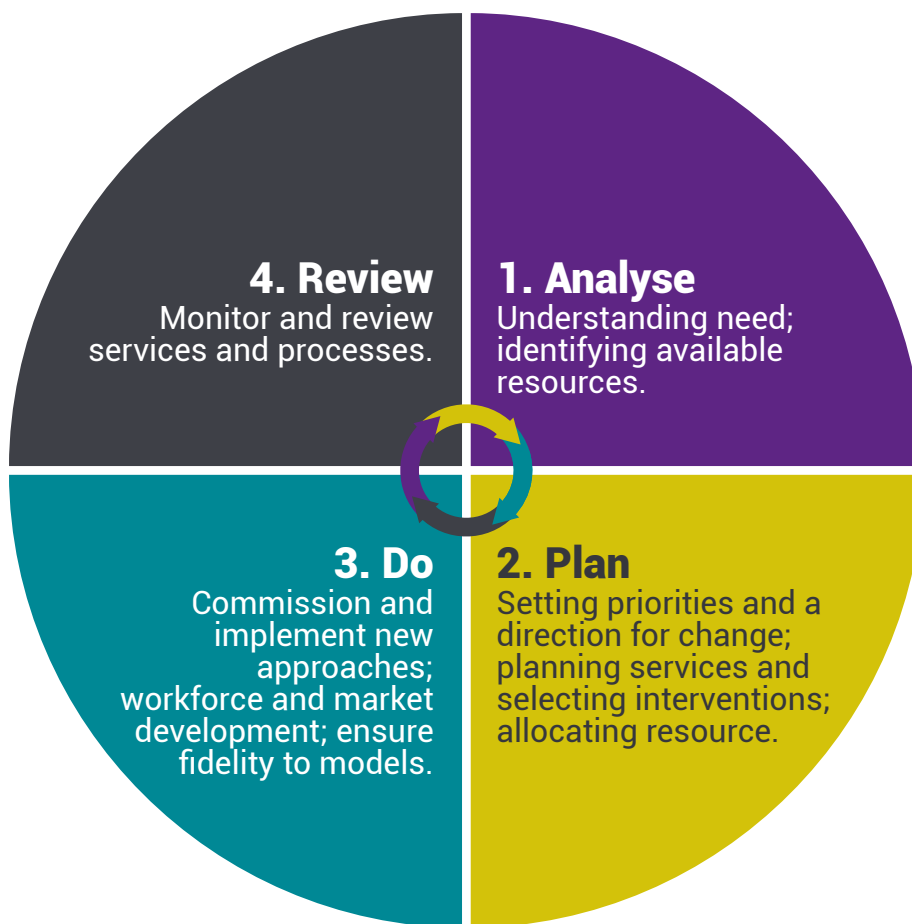 1. Analyse
Understanding need;
identifying available
resources.
2. Plan
Setting priorities and a
direction for change;
planning services and
selecting interventions;
allocating resource.
3. Do
Commission and
implement new
approaches;
workforce and market
development; ensure
fidelity to models.
4. Review
Monitor and review
services and processes.